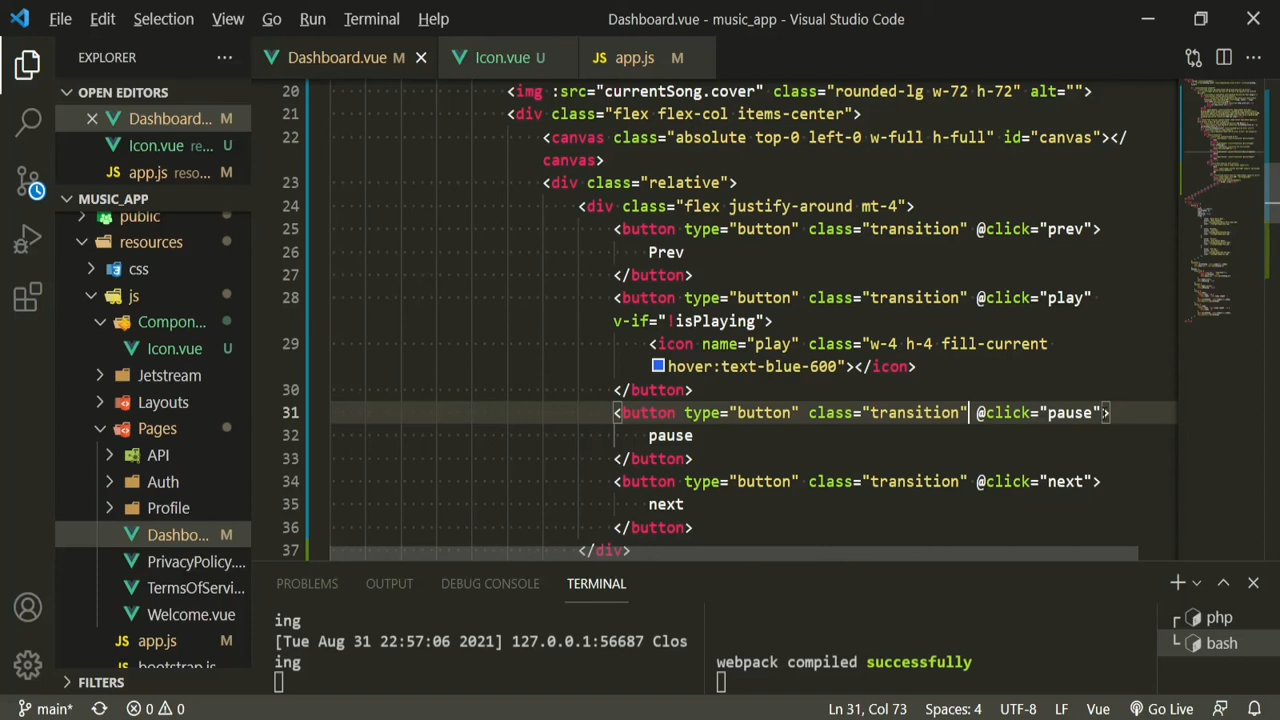 File Edit Selection View Go Run Terminal Help
Dashboard.vue - music_app - Visual Studio Code
EXPLORER
Dashboard.vue M
Icon.vue U
JS app.js M
OPEN EDITORS
Dashboard... M
Icon.vue re... U
JS app.js reso... M
MUSIC_APP
public
resources
css
js
Compon...
Icon.vue U
Jetstream
Layouts
Pages
API
Auth
Profile
Dashbo... M
PrivacyPolicy....
TermsOfServi...
Welcome.vue
JS app.js M
bootstrap.js
FILTERS
20 <img :src="currentSong.cover" class="rounded-lg w-72 h-72" alt="">
21 <div class="flex flex-col items-center">
22 <canvas class="absolute top-0 left-0 w-full h-full" id="canvas"></
canvas>
23 <div class="relative">
24 <div class="flex justify-around mt-4">
25 <button type="button" class="transition" @click="prev">
26 Prev
27 </button>
28 <button type="button" class="transition" @click="play"
v-if="!isPlaying">
29 <icon name="play" class="w-4 h-4 fill-current
hover:text-blue-600"></icon>
30 </button>
31 <button type="button" class="transition" @click="pause">
32 pause
33 </button>
34 <button type="button" class="transition" @click="next">
35 next
36 </button>
37 </div>
PROBLEMS OUTPUT DEBUG CONSOLE TERMINAL
ing
[Tue Aug 31 22:57:06 2021] 127.0.0.1:56687 Clos
ing
webpack compiled successfully
php
bash
main* 0 0
Ln 31, Col 73 Spaces: 4 UTF-8 LF Vue Go Live